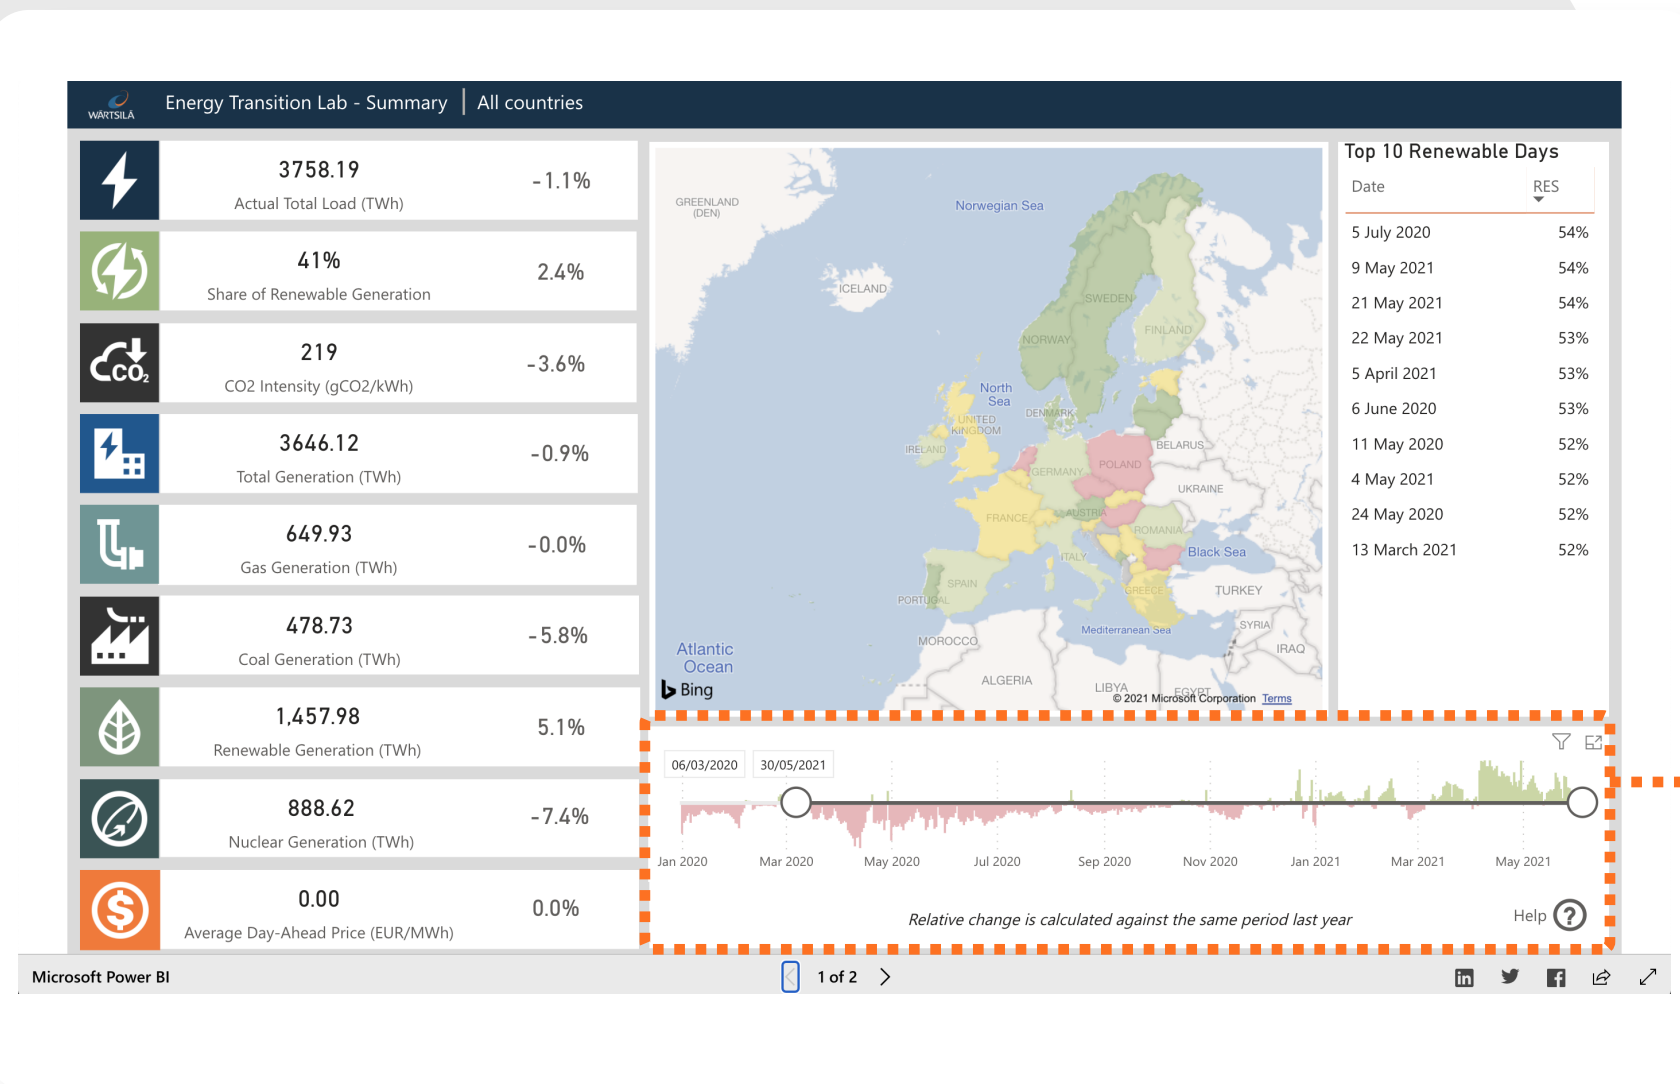 WÄRTSILÄ
Energy Transition Lab - Summary | All countries
3758.19
-1.1%
Actual Total Load (TWh)
41%
2.4%
Share of Renewable Generation
CO2
219
-3.6%
CO2 Intensity (gCO2/kWh)
3646.12
-0.9%
Total Generation (TWh)
649.93
-0.0%
Gas Generation (TWh)
478.73
-5.8%
Coal Generation (TWh)
1,457.98
5.1%
Renewable Generation (TWh)
888.62
-7.4%
Nuclear Generation (TWh)
$
0.00
0.0%
Average Day-Ahead Price (EUR/MWh)
GREENLAND
(DEN)
Norwegian Sea
ICELAND
SWEDEN
FINLAND
NORWAY
North
Sea
DENMARK
UNITED
KINGDOM
IRELAND
BELARUS
GERMANY
POLAND
UKRAINE
FRANCE
AUSTRIA
ROMANIA
ITALY
Black Sea
SPAIN
PORTUGAL
GREECE
TURKEY
Mediterranean Sea
SYRIA
MOROCCO
IRAQ
Atlantic
Ocean
ALGERIA
LIBYA
EGYPT
Bing
© 2021 Microsoft Corporation Terms
Top 10 Renewable Days
Date RES
5 July 2020 54%
9 May 2021 54%
21 May 2021 54%
22 May 2021 53%
5 April 2021 53%
6 June 2020 53%
11 May 2020 52%
4 May 2021 52%
24 May 2020 52%
13 March 2021 52%
06/03/2020 30/05/2021
Jan 2020 Mar 2020 May 2020 Jul 2020 Sep 2020 Nov 2020 Jan 2021 Mar 2021 May 2021
Relative change is calculated against the same period last year
Help ?
Microsoft Power BI
1 of 2